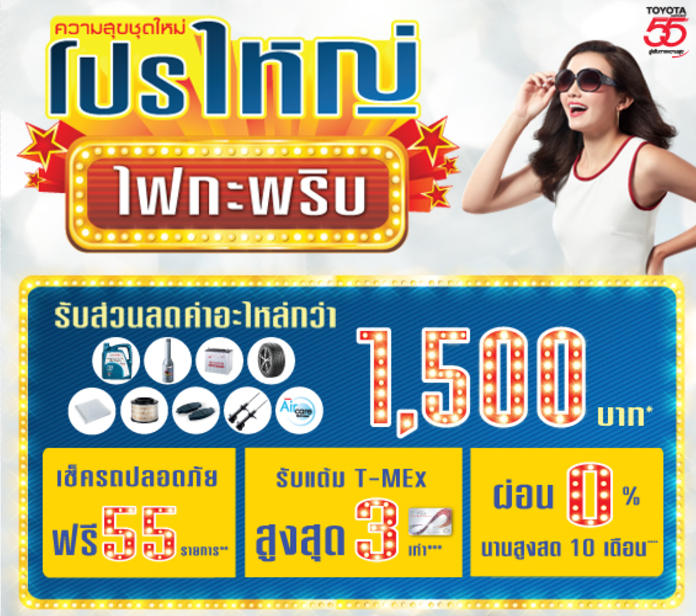 TOYOTA
55
ความสุขชุดใหม่
โปรใหญ่
ไฟกะพริบ
รับส่วนลดค่าอะไหล่กว่า
1,500 บาท*
Air care
เช็ครถปลอดภัย
ฟรี 55 รายการ**
รับแต้ม T-MEx
สูงสุด 3 เท่า***
ผ่อน 0 %
นานสูงสุด 10 เดือน****